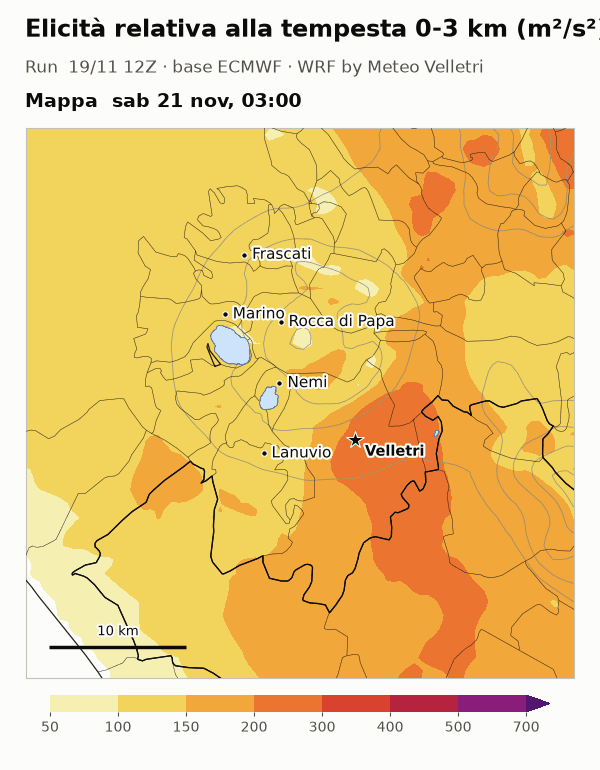 Elicità relativa alla tempesta 0-3 km (m²/s²)
Run  19/11 12Z · base ECMWF · WRF by Meteo Velletri
Mappa  sab 21 nov, 03:00
Frascati
Marino
Rocca di Papa
Nemi
Velletri
Lanuvio
10 km
50 100 150 200 300 400 500 700